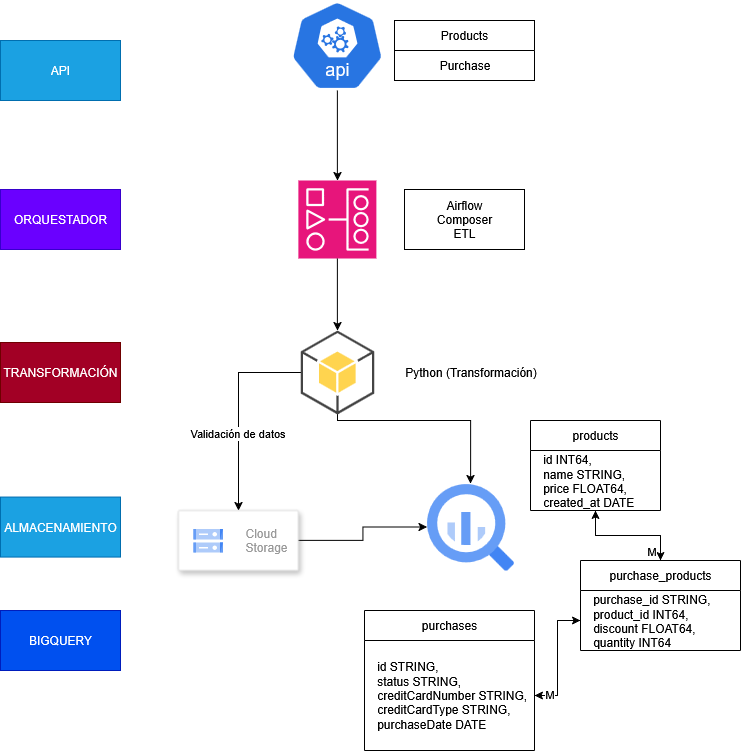 API
api
Products
Purchase
ORQUESTADOR
Airflow
Composer
ETL
TRANSFORMACIÓN
Python (Transformación)
Validación de datos
products
id INT64,
name STRING,
price FLOAT64,
created_at DATE
ALMACENAMIENTO
Cloud
Storage
M
purchase_products
purchase_id STRING,
product_id INT64,
discount FLOAT64,
quantity INT64
BIGQUERY
purchases
id STRING,
status STRING,
creditCardNumber STRING,
creditCardType STRING,
purchaseDate DATE
M